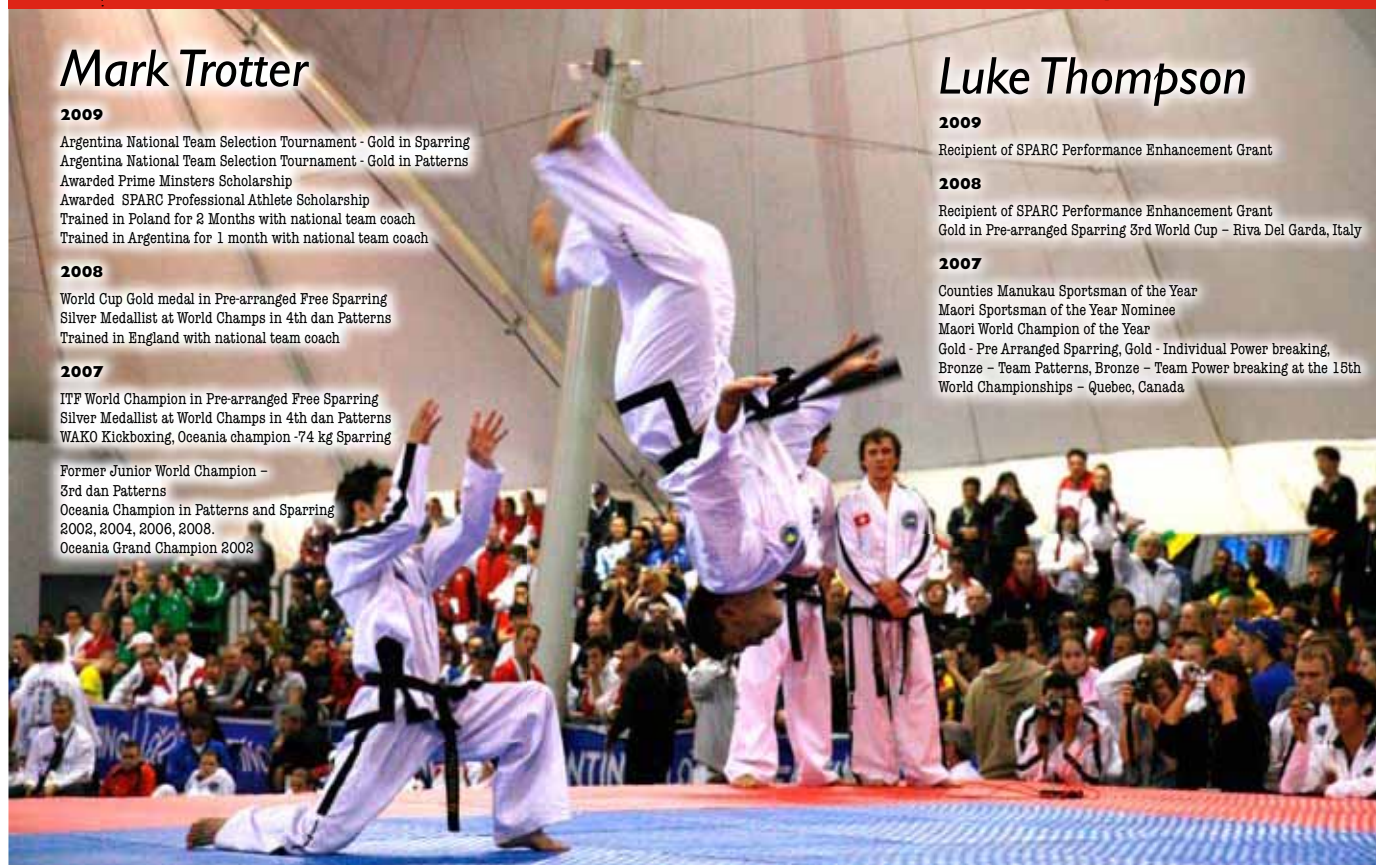 Mark Trotter
2009
Argentina National Team Selection Tournament - Gold in Sparring
Argentina National Team Selection Tournament - Gold in Patterns
Awarded Prime Minsters Scholarship
Awarded SPARC Professional Athlete Scholarship
Trained in Poland for 2 Months with national team coach
Trained in Argentina for 1 month with national team coach
2008
World Cup Gold medal in Pre-arranged Free Sparring
Silver Medallist at World Champs in 4th dan Patterns
Trained in England with national team coach
2007
ITF World Champion in Pre-arranged Free Sparring
Silver Medallist at World Champs in 4th dan Patterns
WAKO Kickboxing, Oceania champion -74 kg Sparring
Former Junior World Champion –
3rd dan Patterns
Oceania Champion in Patterns and Sparring
2002, 2004, 2006, 2008.
Oceania Grand Champion 2002
Luke Thompson
2009
Recipient of SPARC Performance Enhancement Grant
2008
Recipient of SPARC Performance Enhancement Grant
Gold in Pre-arranged Sparring 3rd World Cup – Riva Del Garda, Italy
2007
Counties Manukau Sportsman of the Year
Maori Sportsman of the Year Nominee
Maori World Champion of the Year
Gold - Pre Arranged Sparring, Gold - Individual Power breaking,
Bronze – Team Patterns, Bronze – Team Power breaking at the 15th
World Championships – Quebec, Canada